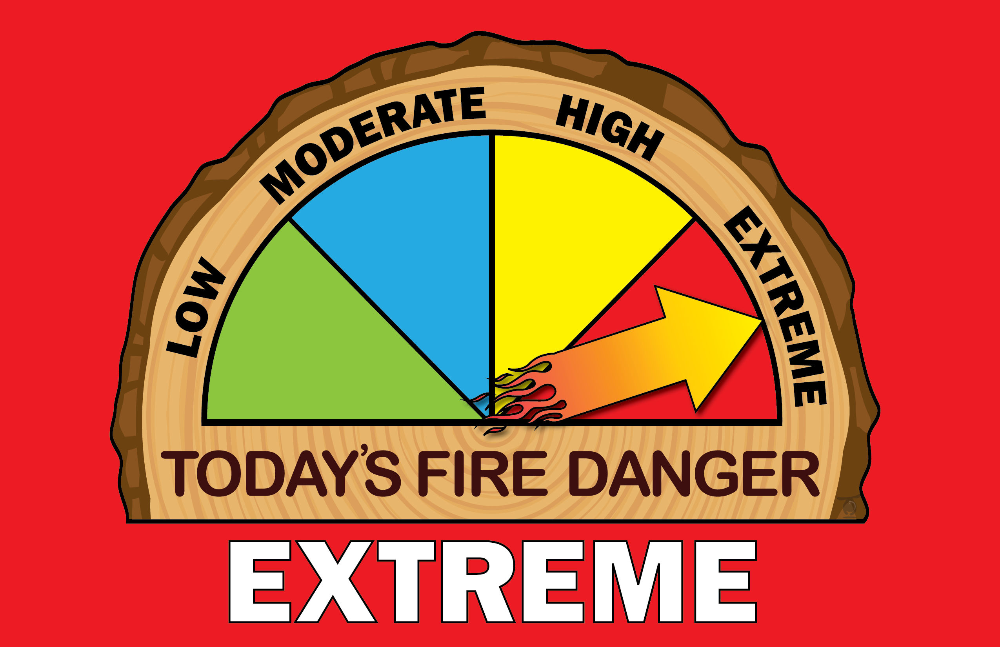 LOW
MODERATE
HIGH
EXTREME
TODAY'S FIRE DANGER
EXTREME